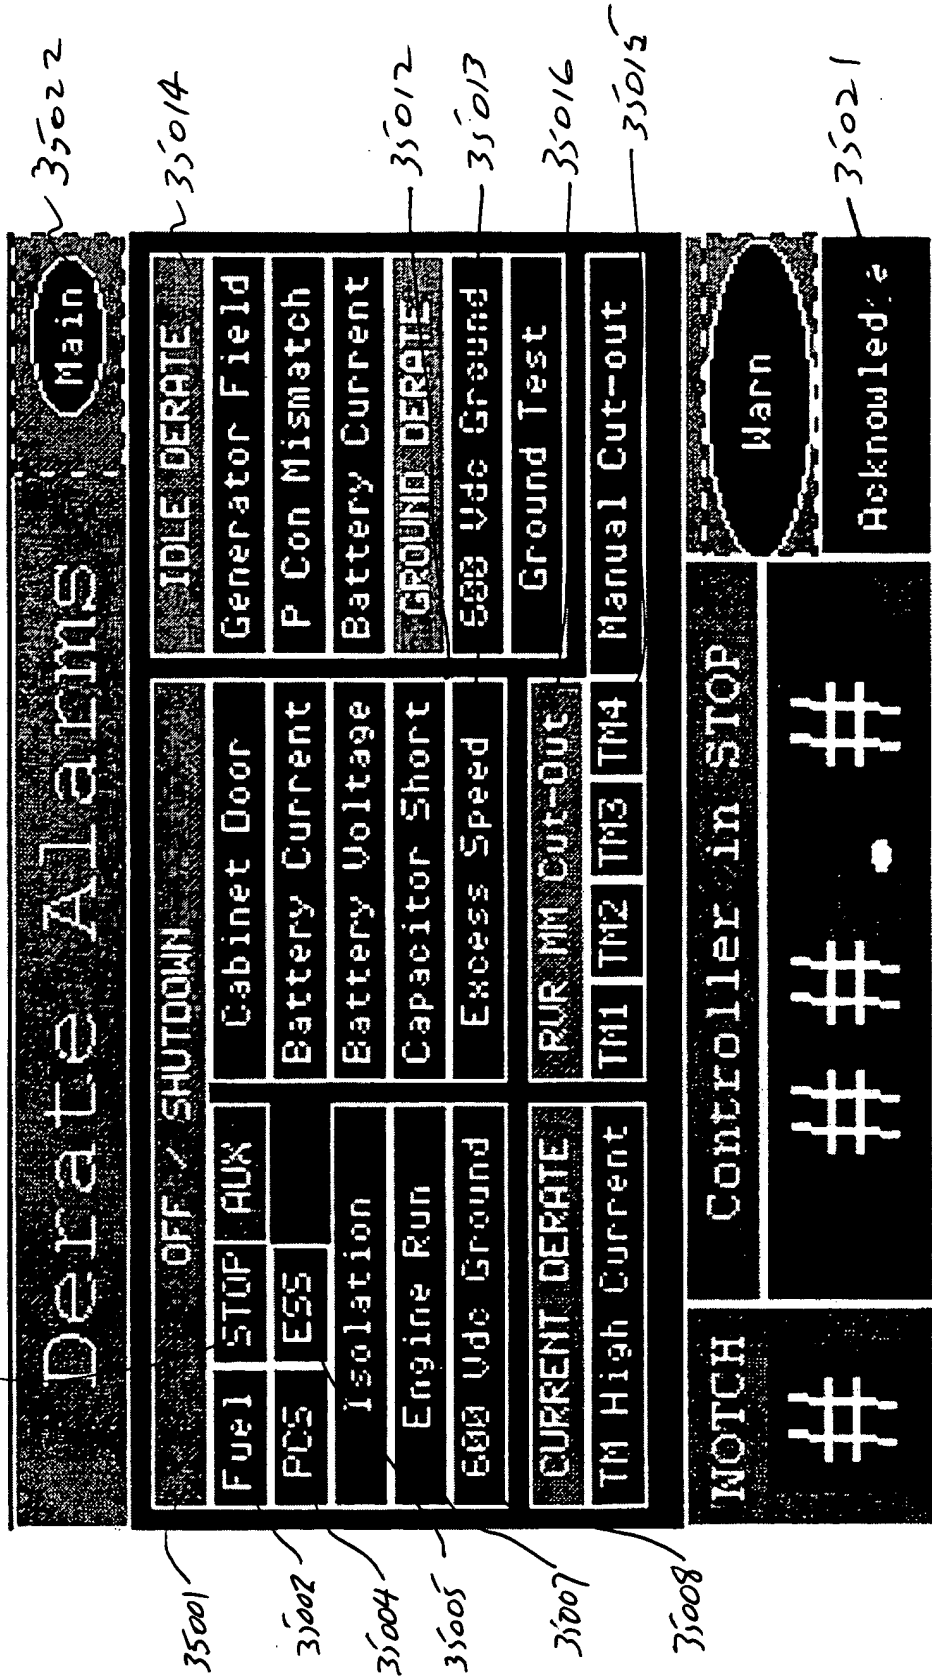 35022
35014
35012
35013
35016
35015
35021
Derate Alarms
Main
OFF / SHUTDOWN
IDLE DERATE
Fuel STOP AUX
Cabinet Door
Generator Field
PCS ESS
Battery Current
P Con Mismatch
Isolation
Battery Voltage
Battery Current
Engine Run
Capacitor Short
GROUND DERATE
600 Vdc Ground
Excess Speed
600 Vdc Ground
Ground Test
CURRENT DERATE
RVR MM Cut-Out
TM High Current
TM1 TM2 TM3 TM4
Manual Cut-out
NOTCH
Controller in STOP
Warn
#
# # . #
Acknowledge
35001
35002
35004
35005
35007
35008